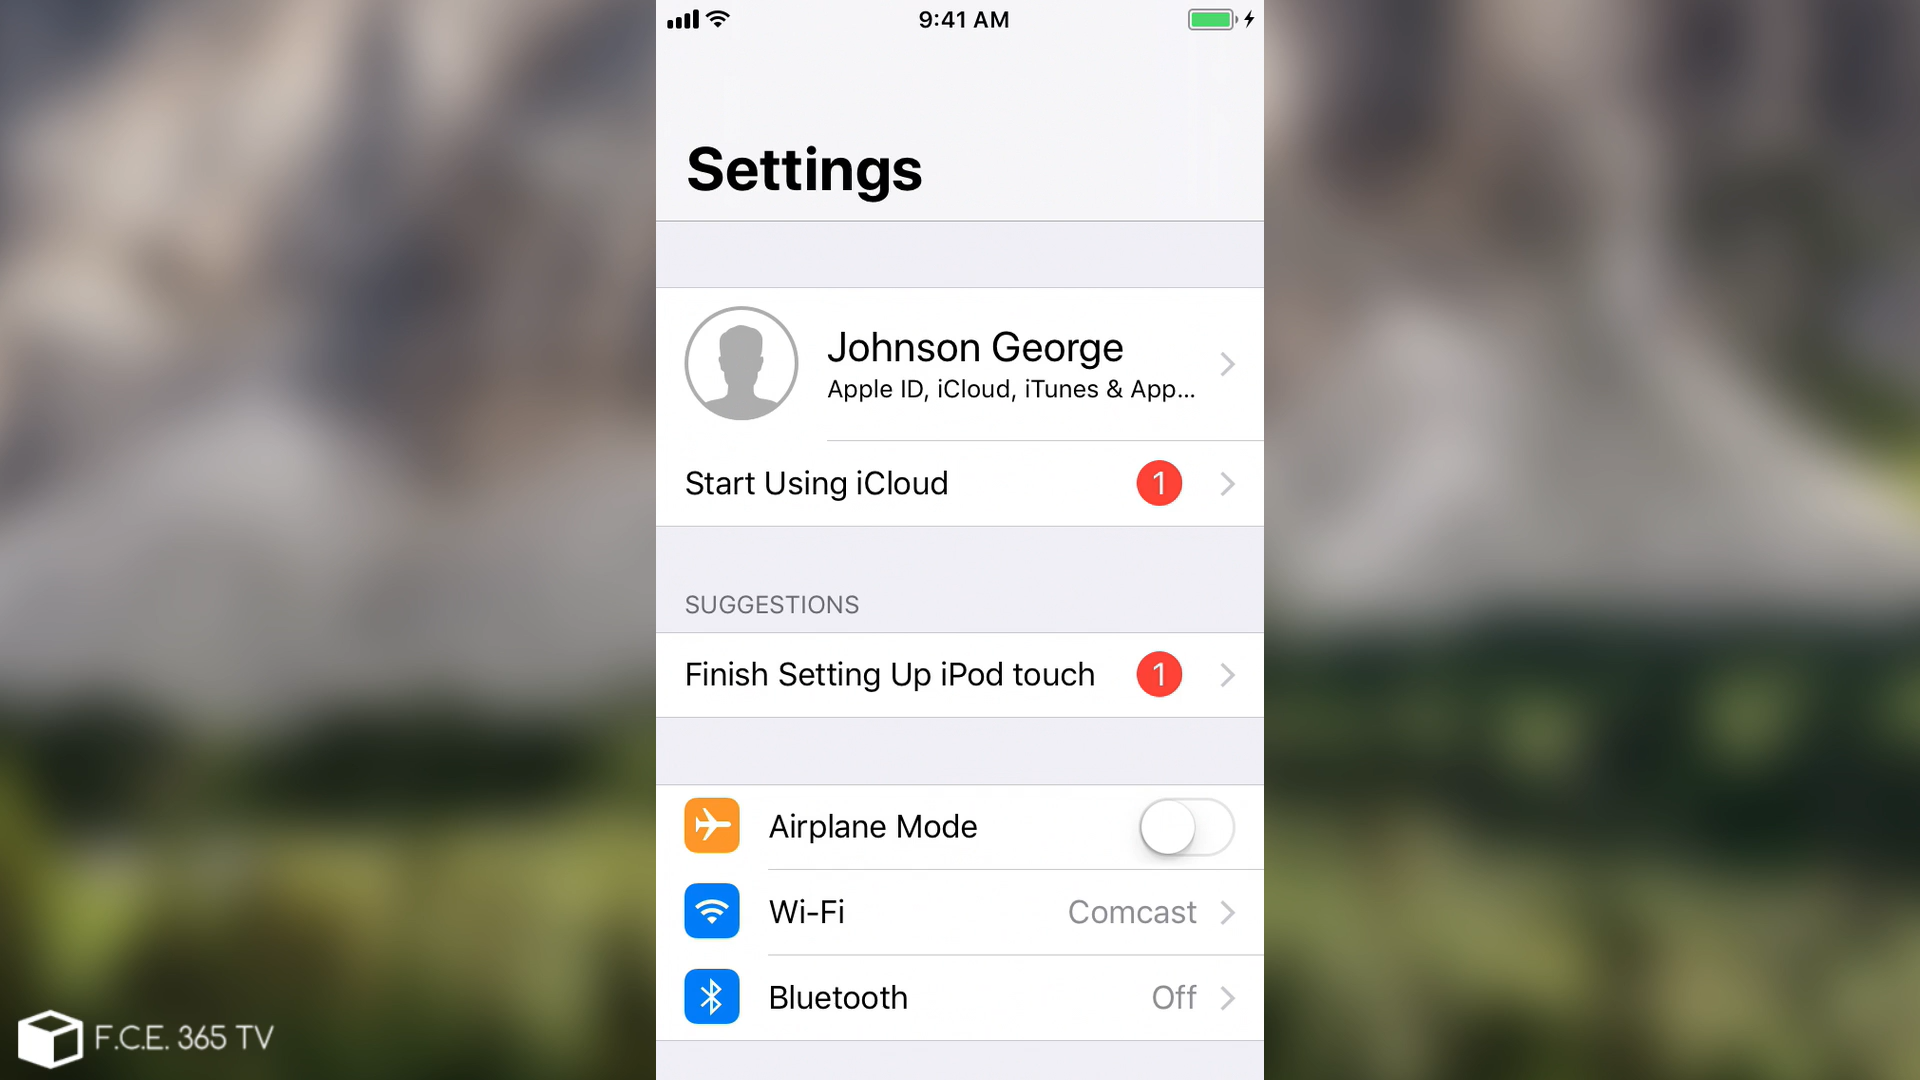 9:41 AM
Settings
Johnson George
Apple ID, iCloud, iTunes & App...
Start Using iCloud 1
SUGGESTIONS
Finish Setting Up iPod touch 1
Airplane Mode
Wi-Fi Comcast
Bluetooth Off
F.C.E. 365 TV